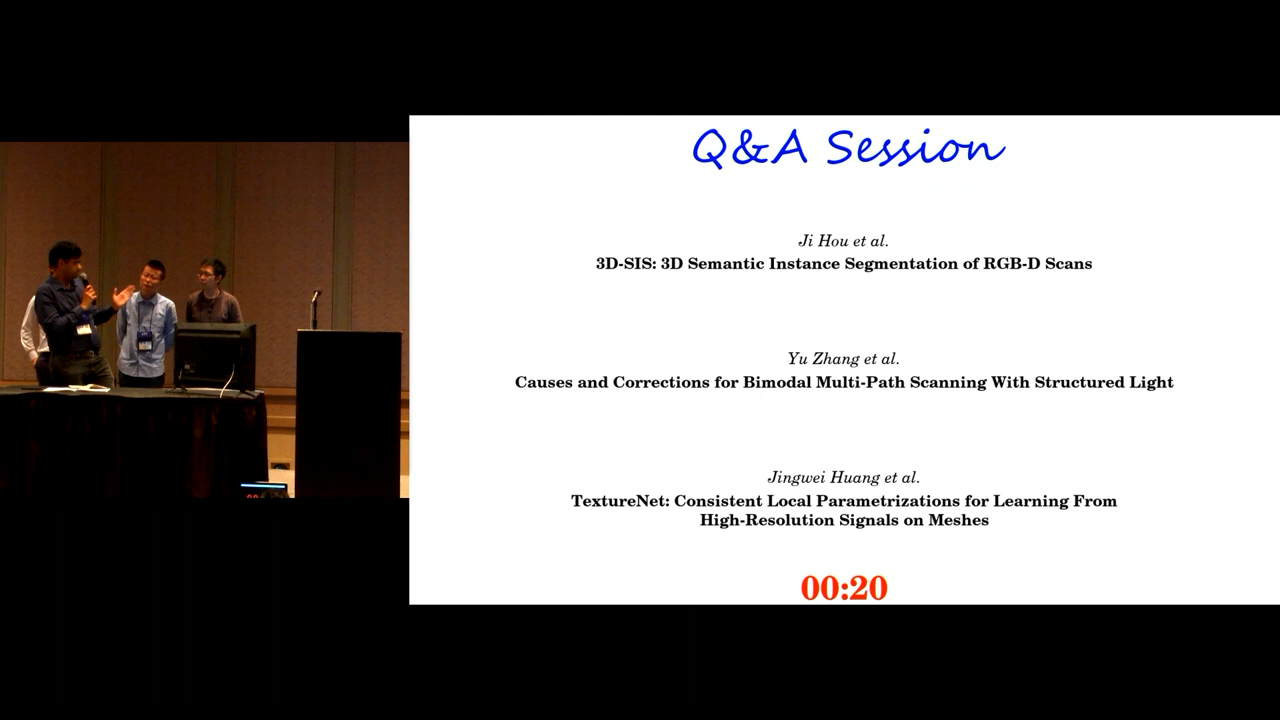 Q&A Session
Ji Hou et al.
3D-SIS: 3D Semantic Instance Segmentation of RGB-D Scans
Yu Zhang et al.
Causes and Corrections for Bimodal Multi-Path Scanning With Structured Light
Jingwei Huang et al.
TextureNet: Consistent Local Parametrizations for Learning From
High-Resolution Signals on Meshes
00:20